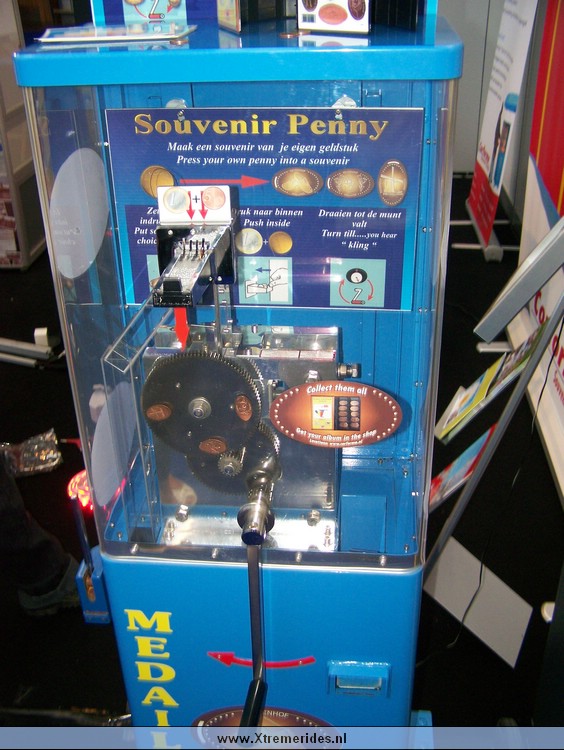 Souvenir Penny
Maak een souvenir van je eigen geldstuk
Press your own penny into a souvenir
Draaien tot de munt
valt
Turn till.....you hear
" kling "
naar binnen
Push inside
Put
Collect them all
Get your album in the shop
MEDAIL
www.Xtremerides.nl